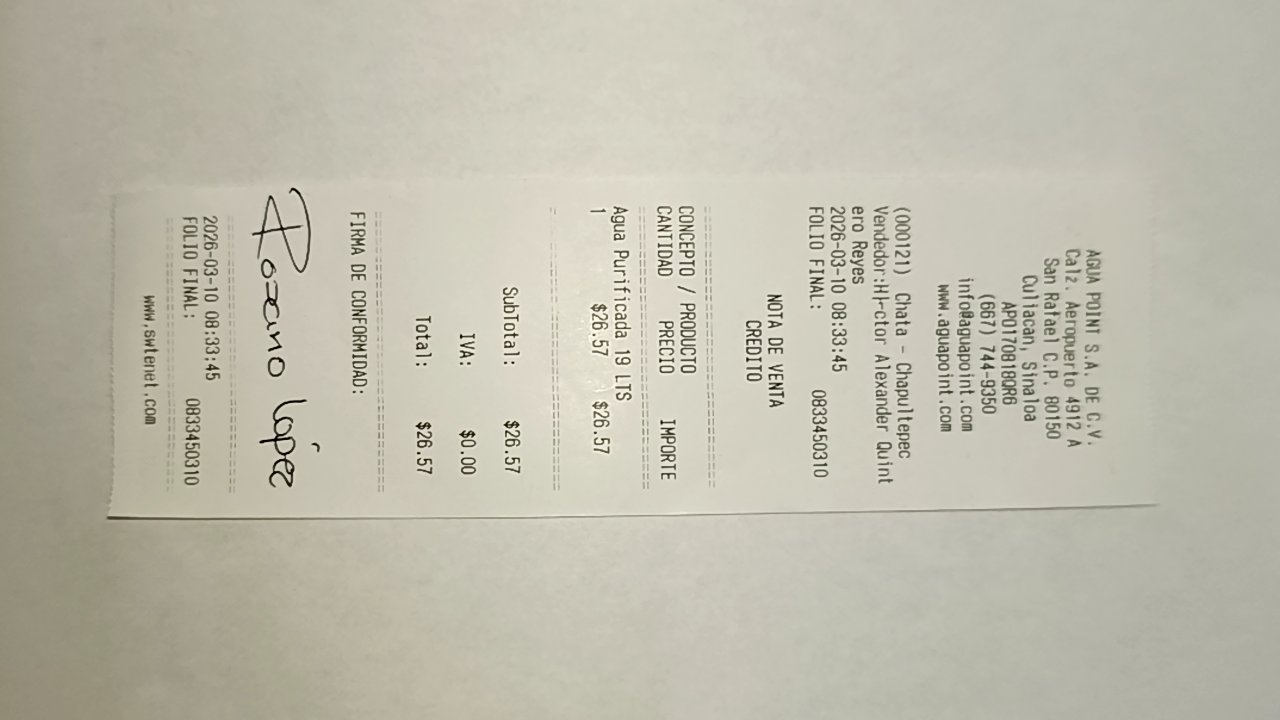 AGUA POINT S.A. DE C.V.
Calz. Aeropuerto 4912 A
San Rafael C.P. 80150
Culiacan, Sinaloa
APO170818QR6
(667) 744-9350
info@aguapoint.com
www.aguapoint.com
(000121) Chata - Chapultepec
Vendedor:H├ctor Alexander Quint
ero Reyes
2026-03-10 08:33:45
FOLIO FINAL: 0833450310
NOTA DE VENTA
CREDITO
CONCEPTO / PRODUCTO
CANTIDAD PRECIO IMPORTE
Agua Purificada 19 LTS
1 $26.57 $26.57
SubTotal: $26.57
IVA: $0.00
Total: $26.57
FIRMA DE CONFORMIDAD:
López
2026-03-10 08:33:45
FOLIO FINAL: 0833450310
www.swtenet.com